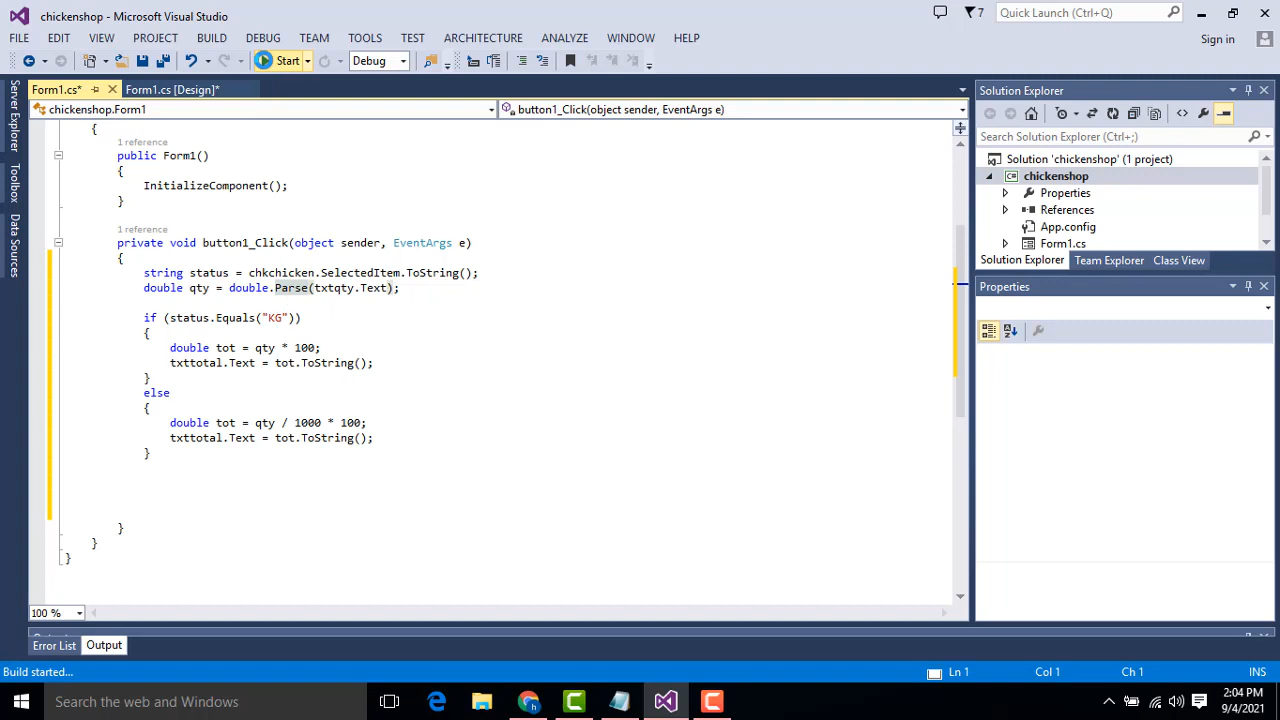 chickenshop - Microsoft Visual Studio
7
Quick Launch (Ctrl+Q)
FILE EDIT VIEW PROJECT BUILD DEBUG TEAM TOOLS TEST ARCHITECTURE ANALYZE WINDOW HELP
Sign in
Start Debug
Form1.cs* Form1.cs [Design]*
chickenshop.Form1
button1_Click(object sender, EventArgs e)
Server Explorer
Toolbox
Data Sources
{
1 reference
public Form1()
{
InitializeComponent();
}
1 reference
private void button1_Click(object sender, EventArgs e)
{
string status = chkchicken.SelectedItem.ToString();
double qty = double.Parse(txtqty.Text);
if (status.Equals("KG"))
{
double tot = qty * 100;
txttotal.Text = tot.ToString();
}
else
{
double tot = qty / 1000 * 100;
txttotal.Text = tot.ToString();
}
}
}
}
100 %
Solution Explorer
Search Solution Explorer (Ctrl+;)
Solution 'chickenshop' (1 project)
chickenshop
Properties
References
App.config
Form1.cs
Solution Explorer Team Explorer Class View
Properties
Error List Output
Build started...
Ln 1 Col 1 Ch 1 INS
Search the web and Windows
2:04 PM
9/4/2021